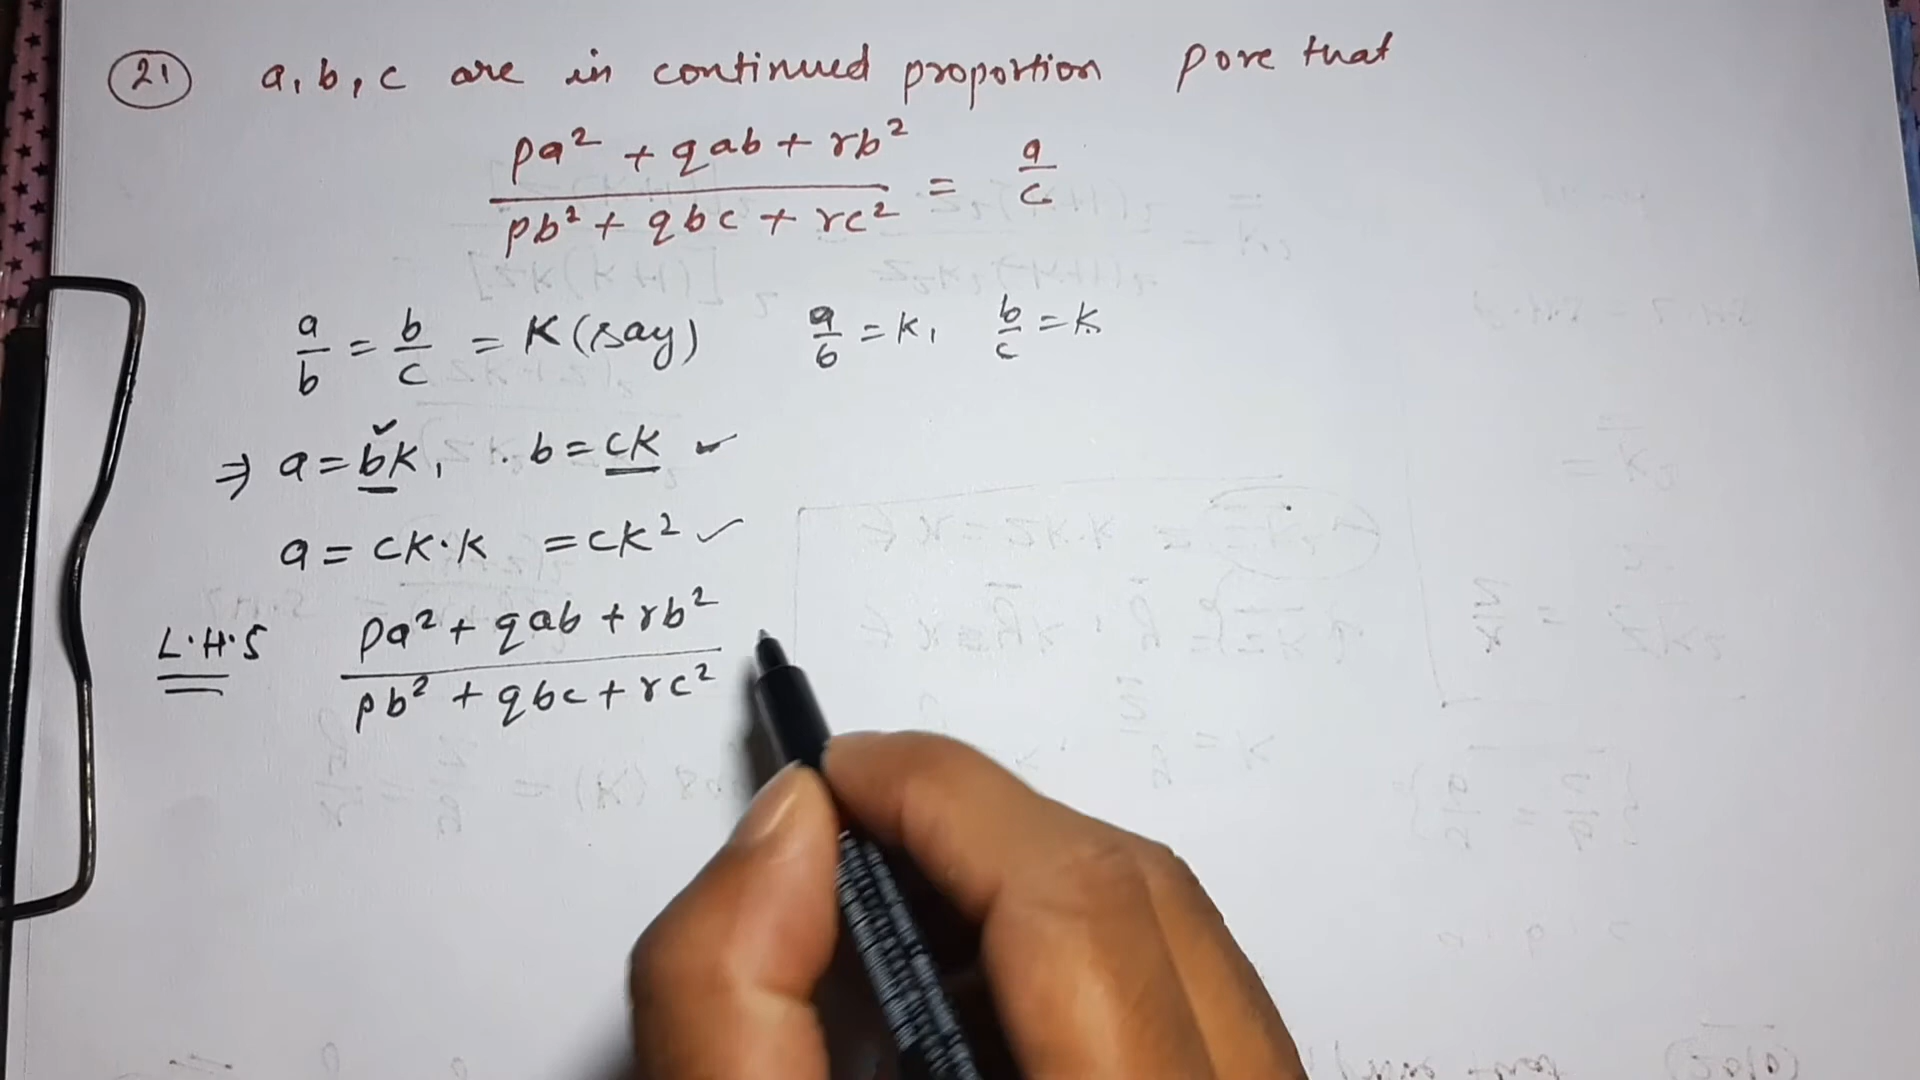 21 a, b, c are in continued proportion pore that
pa² + qab + rb² / pb² + qbc + rc² = a/c
a/b = b/c = K (say) a/b = k, b/c = k
⇒ a = bk, . b = ck ✓
a = ck·k = ck² ✓
L.H.S pa² + qab + rb² / pb² + qbc + rc²